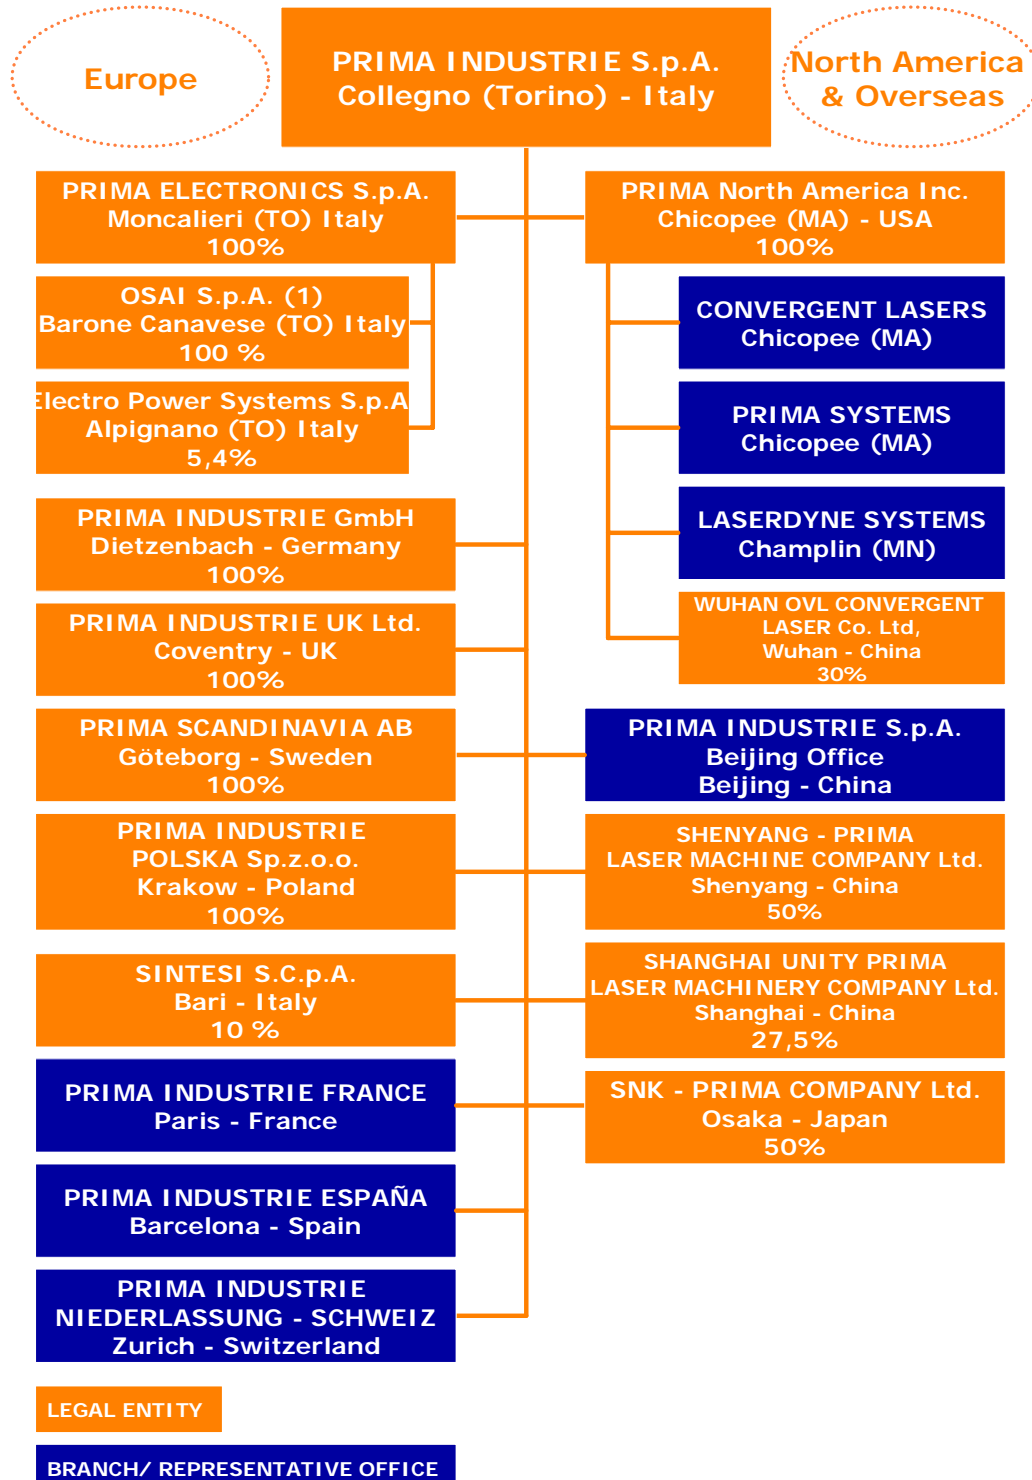 Europe
PRIMA INDUSTRIE S.p.A.
Collegno (Torino) - Italy
North America
& Overseas
PRIMA ELECTRONICS S.p.A.
Moncalieri (TO) Italy
100%
OSAI S.p.A. (1)
Barone Canavese (TO) Italy
100 %
Electro Power Systems S.p.A
Alpignano (TO) Italy
5,4%
PRIMA INDUSTRIE GmbH
Dietzenbach - Germany
100%
PRIMA INDUSTRIE UK Ltd.
Coventry - UK
100%
PRIMA SCANDINAVIA AB
Göteborg - Sweden
100%
PRIMA INDUSTRIE
POLSKA Sp.z.o.o.
Krakow - Poland
100%
SINTESI S.C.p.A.
Bari - Italy
10 %
PRIMA INDUSTRIE FRANCE
Paris - France
PRIMA INDUSTRIE ESPAÑA
Barcelona - Spain
PRIMA INDUSTRIE
NIEDERLASSUNG - SCHWEIZ
Zurich - Switzerland
PRIMA North America Inc.
Chicopee (MA) - USA
100%
CONVERGENT LASERS
Chicopee (MA)
PRIMA SYSTEMS
Chicopee (MA)
LASERDYNE SYSTEMS
Champlin (MN)
WUHAN OVL CONVERGENT
LASER Co. Ltd,
Wuhan - China
30%
PRIMA INDUSTRIE S.p.A.
Beijing Office
Beijing - China
SHENYANG - PRIMA
LASER MACHINE COMPANY Ltd.
Shenyang - China
50%
SHANGHAI UNITY PRIMA
LASER MACHINERY COMPANY Ltd.
Shanghai - China
27,5%
SNK - PRIMA COMPANY Ltd.
Osaka - Japan
50%
LEGAL ENTITY
BRANCH/ REPRESENTATIVE OFFICE